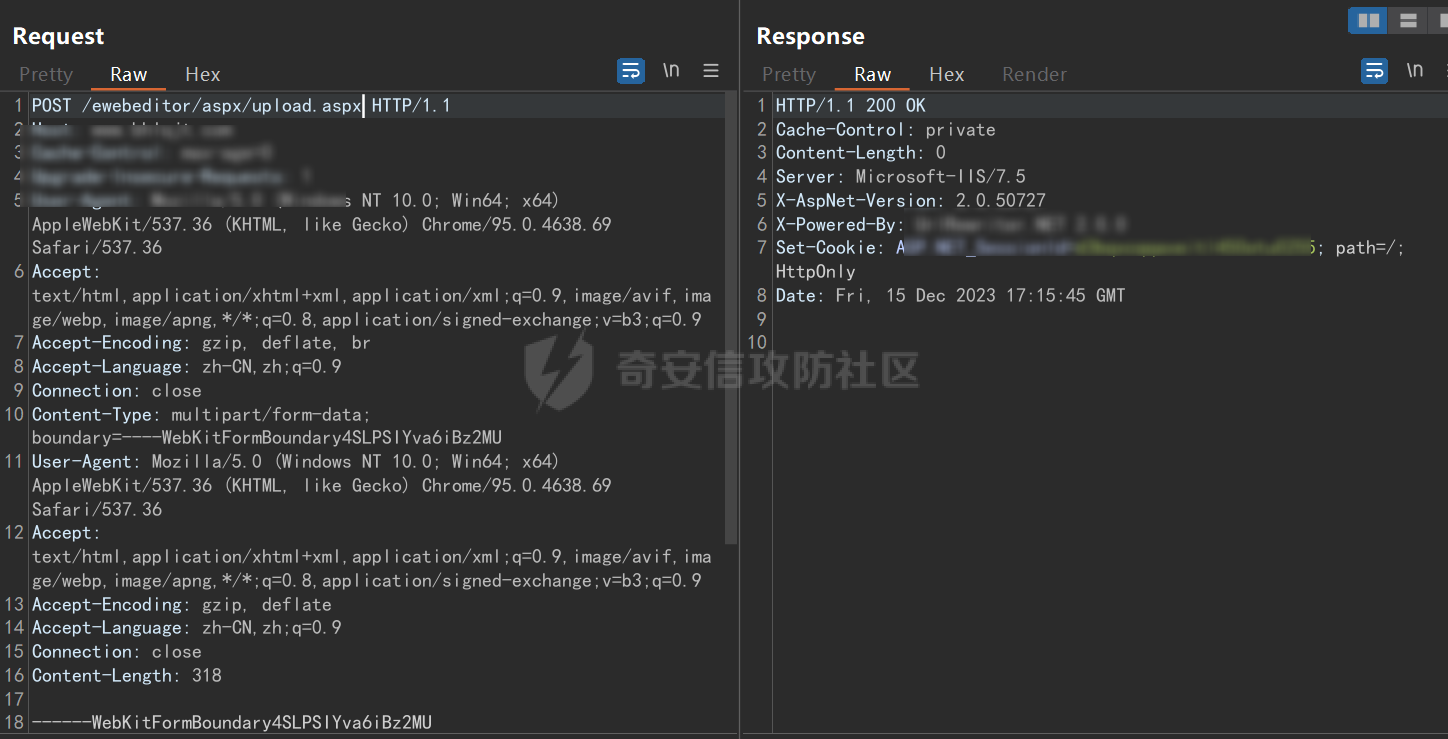 Request
Pretty Raw Hex \n
1 POST /ewebeditor/aspx/upload.aspx HTTP/1.1
2
3
4
5 NT 10.0; Win64; x64)
AppleWebKit/537.36 (KHTML, like Gecko) Chrome/95.0.4638.69
Safari/537.36
6 Accept:
text/html,application/xhtml+xml,application/xml;q=0.9,image/avif,ima
ge/webp,image/apng,*/*;q=0.8,application/signed-exchange;v=b3;q=0.9
7 Accept-Encoding: gzip, deflate, br
8 Accept-Language: zh-CN,zh;q=0.9
9 Connection: close
10 Content-Type: multipart/form-data;
boundary=----WebKitFormBoundary4SLPSIYva6iBz2MU
11 User-Agent: Mozilla/5.0 (Windows NT 10.0; Win64; x64)
AppleWebKit/537.36 (KHTML, like Gecko) Chrome/95.0.4638.69
Safari/537.36
12 Accept:
text/html,application/xhtml+xml,application/xml;q=0.9,image/avif,ima
ge/webp,image/apng,*/*;q=0.8,application/signed-exchange;v=b3;q=0.9
13 Accept-Encoding: gzip, deflate
14 Accept-Language: zh-CN,zh;q=0.9
15 Connection: close
16 Content-Length: 318
17
18 ------WebKitFormBoundary4SLPSIYva6iBz2MU
Response
Pretty Raw Hex Render \n
1 HTTP/1.1 200 OK
2 Cache-Control: private
3 Content-Length: 0
4 Server: Microsoft-IIS/7.5
5 X-AspNet-Version: 2.0.50727
6 X-Powered-By:
7 Set-Cookie: ; path=/;
HttpOnly
8 Date: Fri, 15 Dec 2023 17:15:45 GMT
9
10
奇安信攻防社区